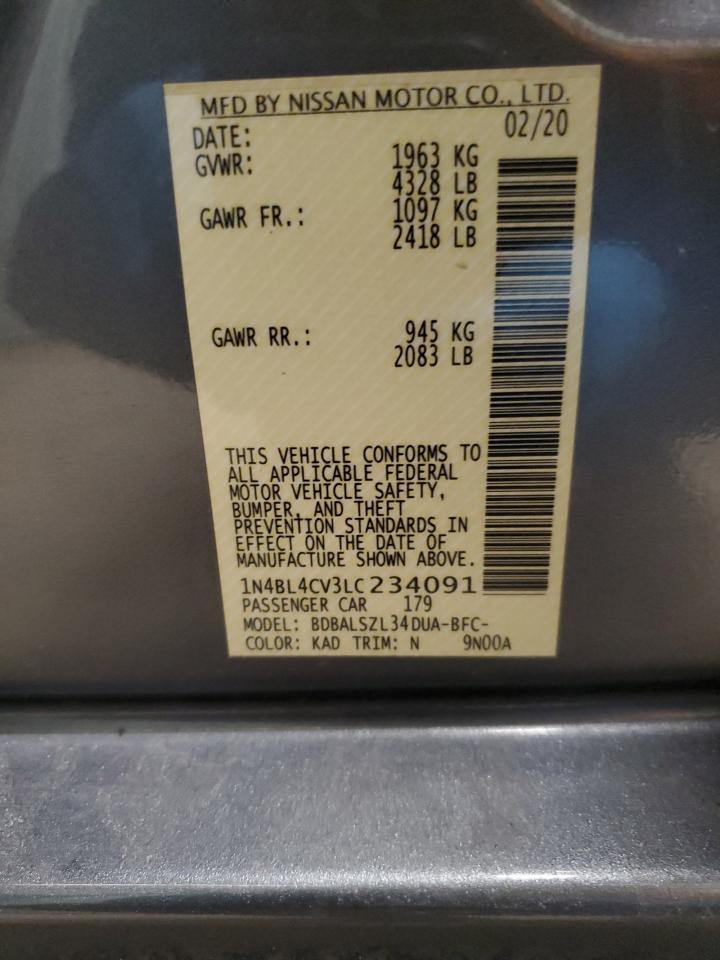 MFD BY NISSAN MOTOR CO., LTD.
DATE: 02/20
GVWR: 1963 KG
4328 LB
GAWR FR.: 1097 KG
2418 LB
GAWR RR.: 945 KG
2083 LB
THIS VEHICLE CONFORMS TO
ALL APPLICABLE FEDERAL
MOTOR VEHICLE SAFETY,
BUMPER, AND THEFT
PREVENTION STANDARDS IN
EFFECT ON THE DATE OF
MANUFACTURE SHOWN ABOVE.
1N4BL4CV3LC234091
PASSENGER CAR 179
MODEL: BDBALSZL34DUA-BFC-
COLOR: KAD TRIM: N 9N00A